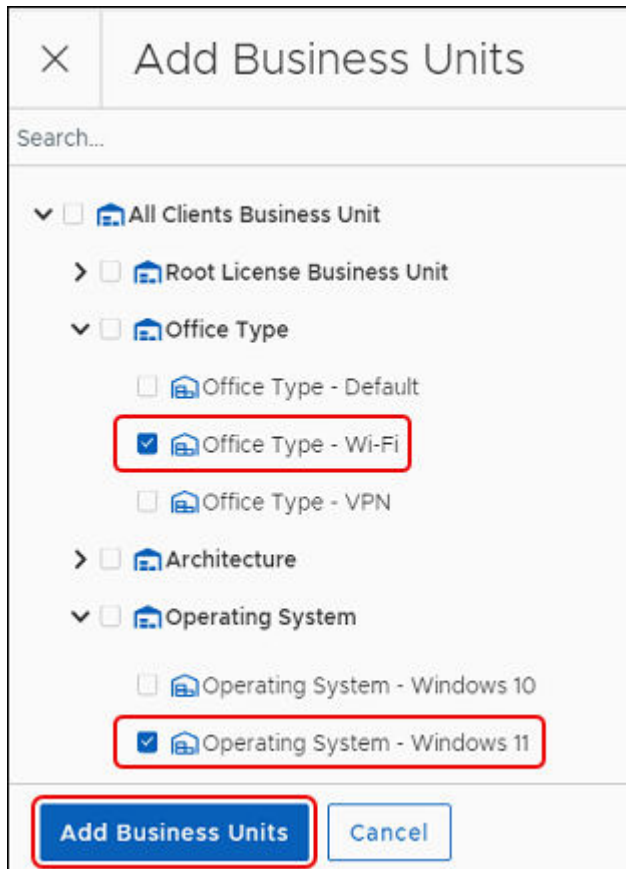 Add Business Units
Search...
All Clients Business Unit
Root License Business Unit
Office Type
Office Type - Default
Office Type - Wi-Fi
Office Type - VPN
Architecture
Operating System
Operating System - Windows 10
Operating System - Windows 11
Add Business Units
Cancel